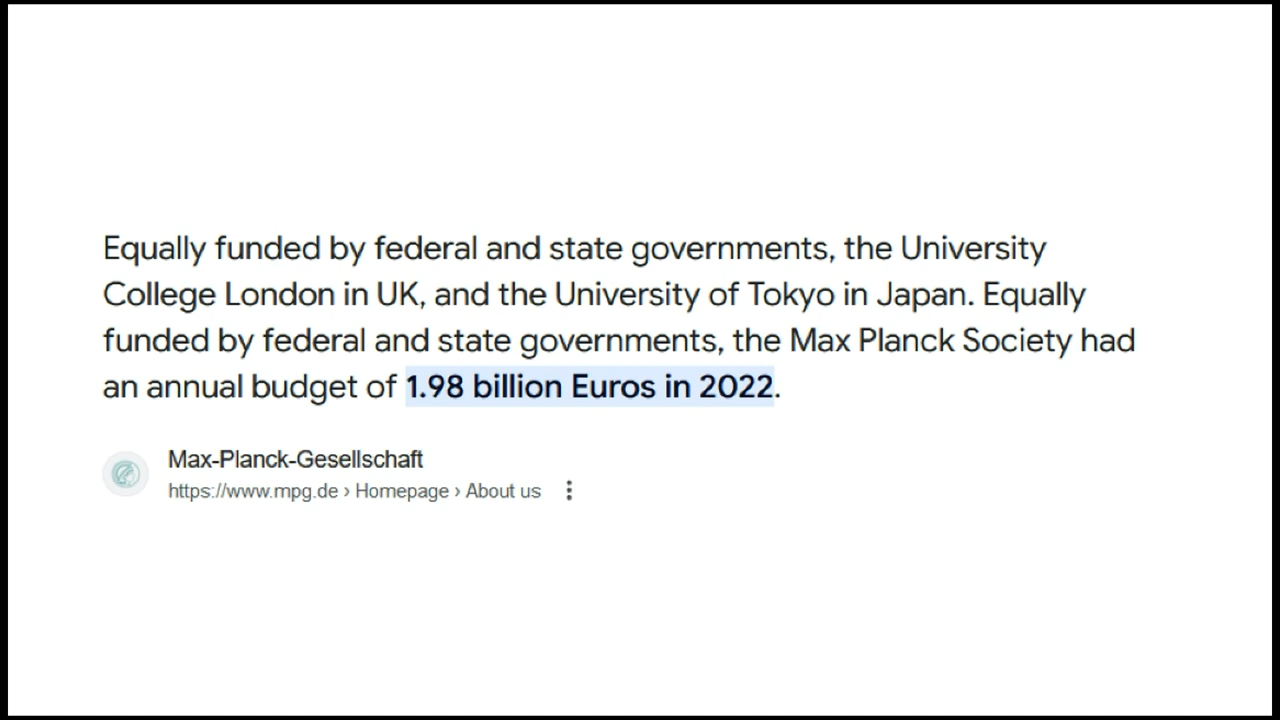 Equally funded by federal and state governments, the University
College London in UK, and the University of Tokyo in Japan. Equally
funded by federal and state governments, the Max Planck Society had
an annual budget of 1.98 billion Euros in 2022.
Max-Planck-Gesellschaft
https://www.mpg.de › Homepage › About us